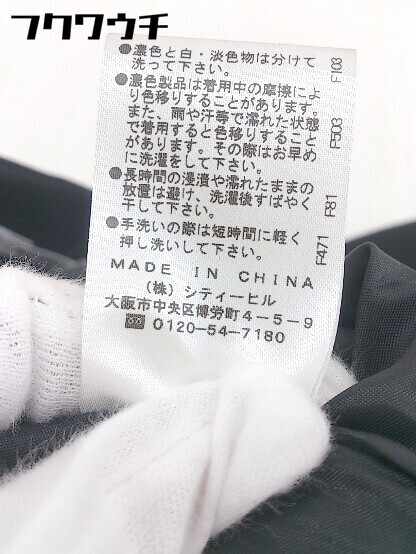 フクワウチ
●濃色と白・淡色物は分けて
洗って下さい。
●濃色製品は着用中の摩擦によ
り色移りすることがあります。
また、雨や汗等で濡れた状態
で着用すると色移りすること
があります。その際はお早め
に洗濯をして下さい。
●長時間の浸漬や濡れたままの
放置は避け、洗濯後すばやく
干して下さい。
●手洗いの際は短時間に軽く
押し洗いして下さい。
MADE IN CHINA
(株) シティーヒル
大阪市中央区博労町4-5-9
0120-54-7180
F103
F503
F81
F471